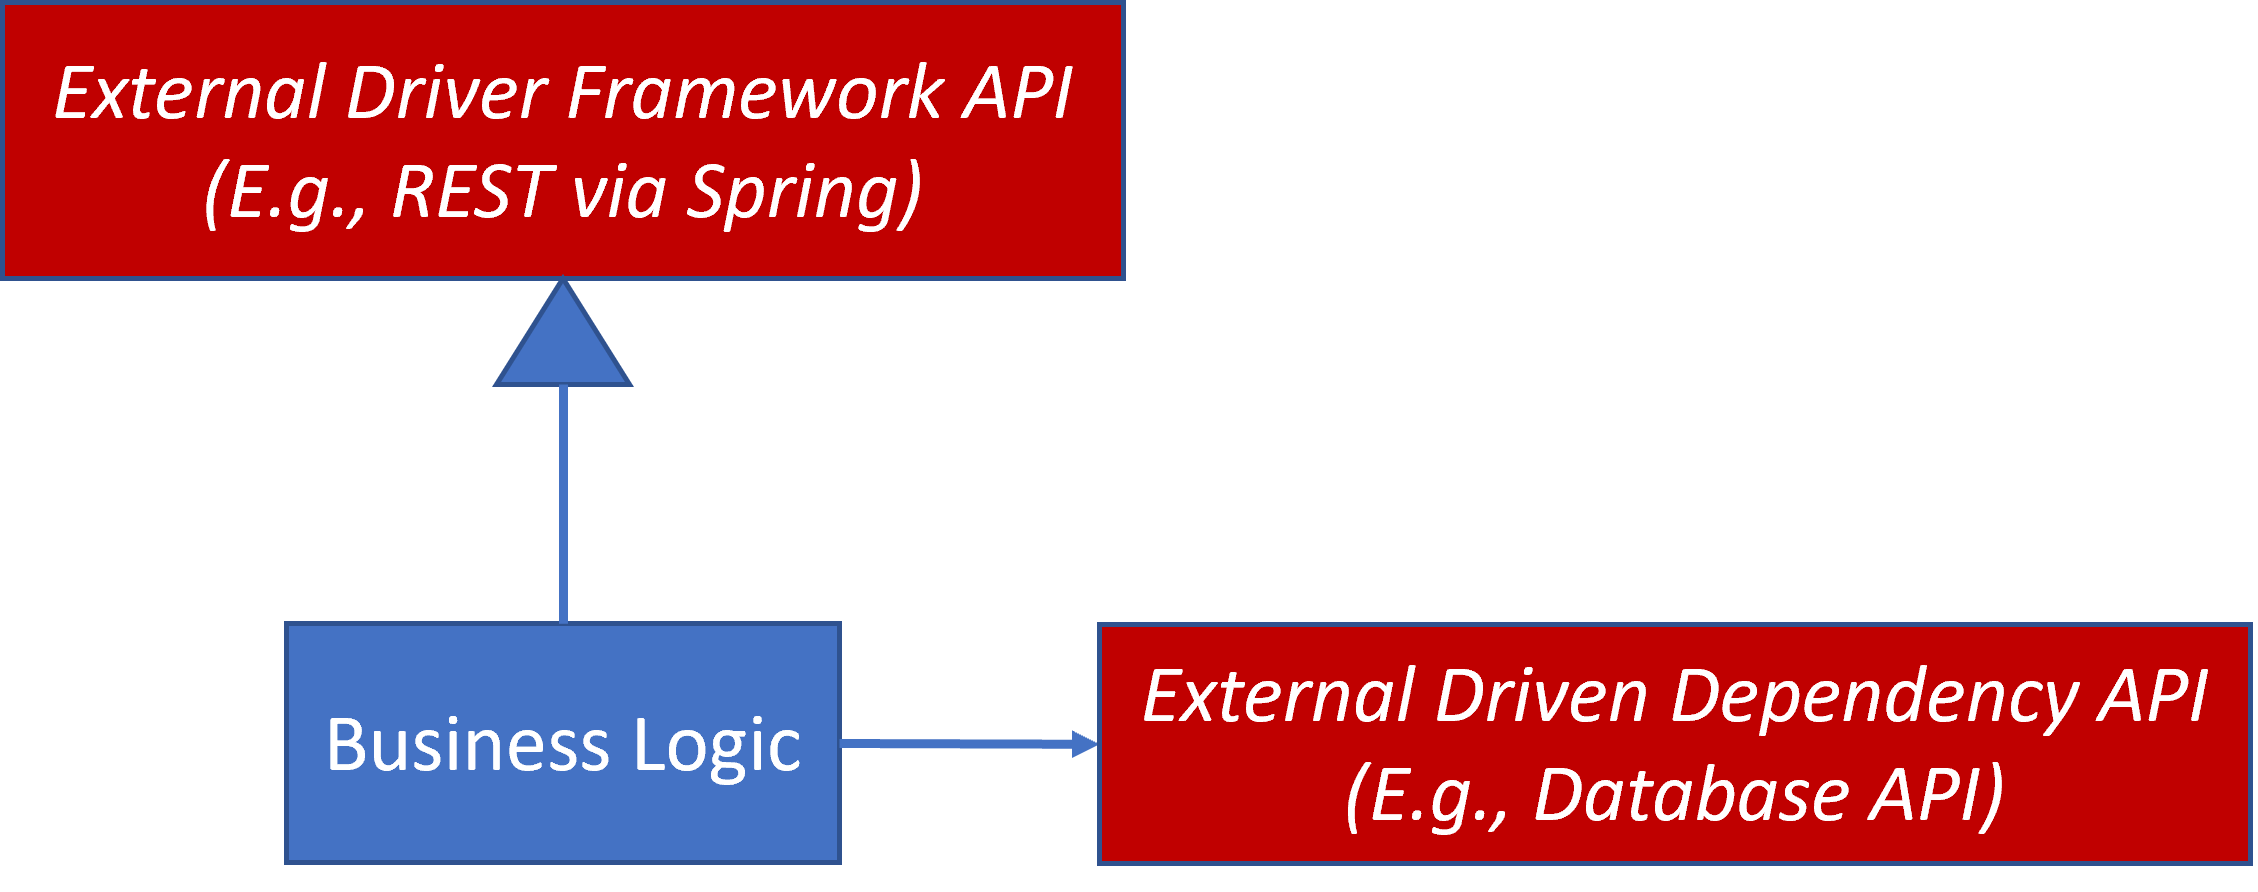 External Driver Framework API
(E.g., REST via Spring)
Business Logic
External Driven Dependency API
(E.g., Database API)